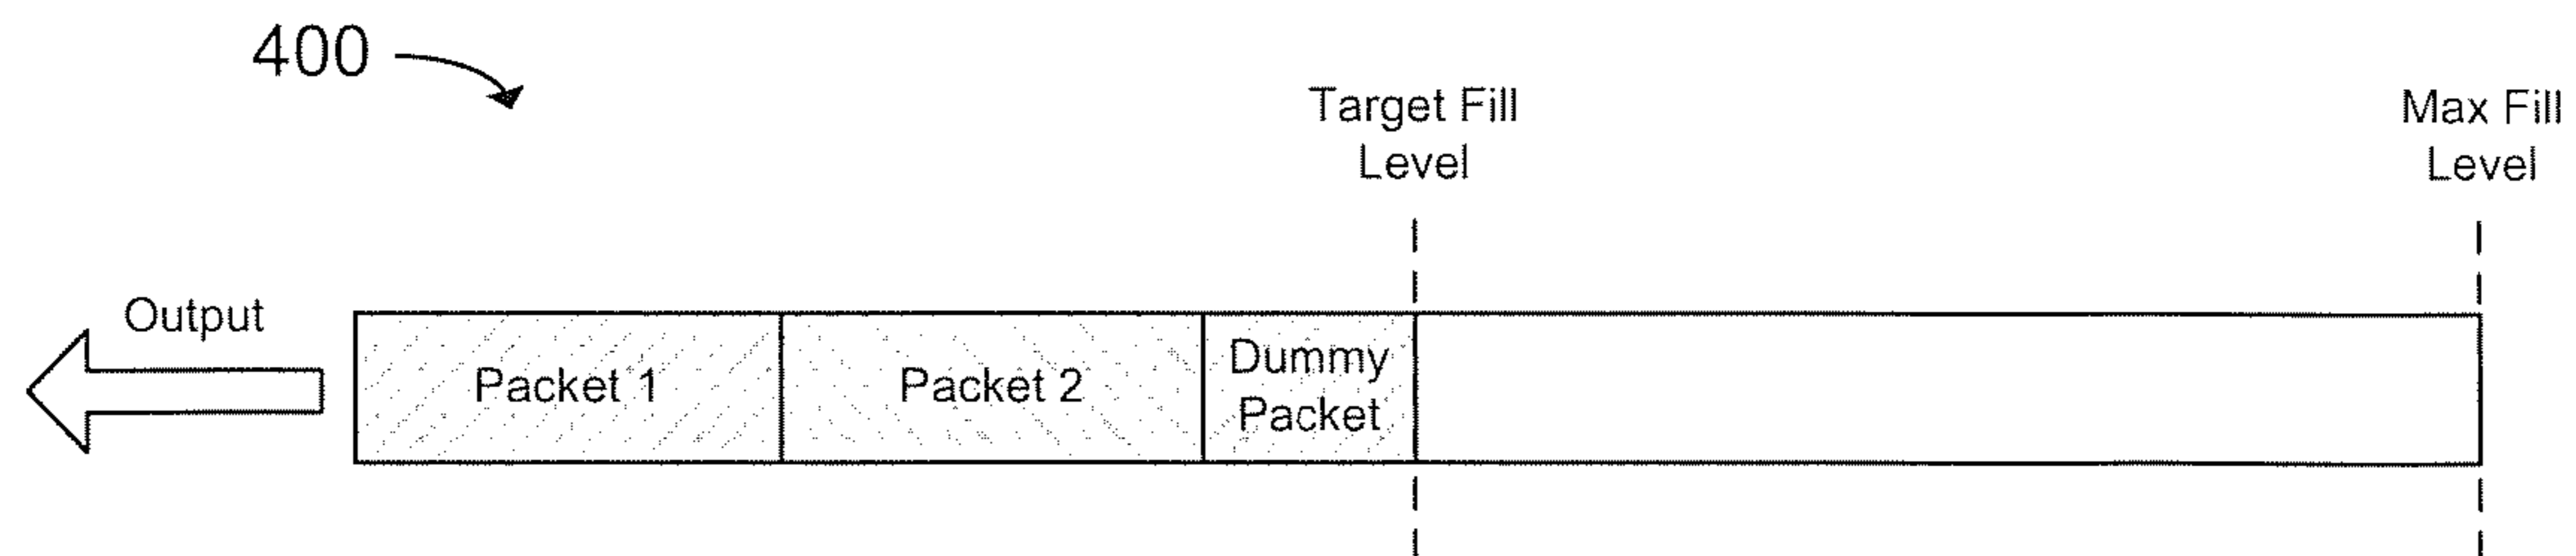 400
Target Fill
Level
Max Fill
Level
Output
Packet 1
Packet 2
Dummy
Packet